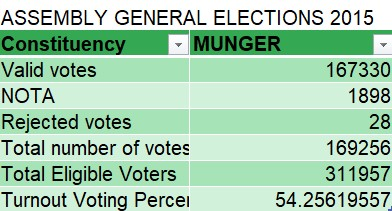 ASSEMBLY GENERAL ELECTIONS 2015
Constituency MUNGER
Valid votes 167330
NOTA 1898
Rejected votes 28
Total number of votes 169256
Total Eligible Voters 311957
Turnout Voting Percer 54.25619557